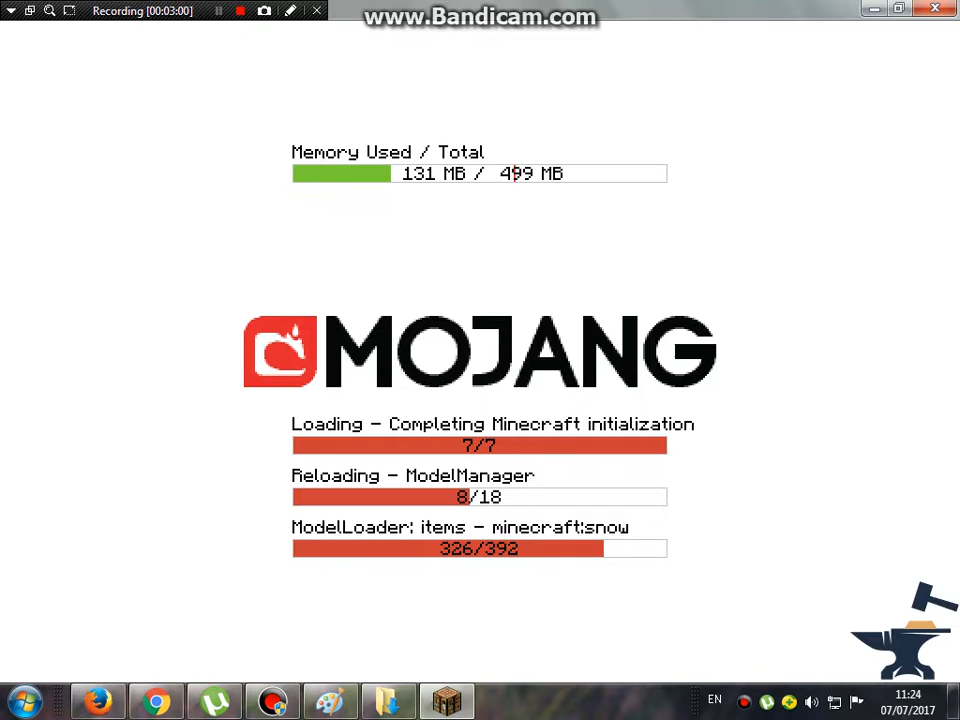 Recording [00:03:00]
www.Bandicam.com
Memory Used / Total
131 MB / 499 MB
MOJANG
Loading - Completing Minecraft initialization
7/7
Reloading - ModelManager
8/18
ModelLoader: items - minecraft:snow
326/392
EN
11:24
07/07/2017